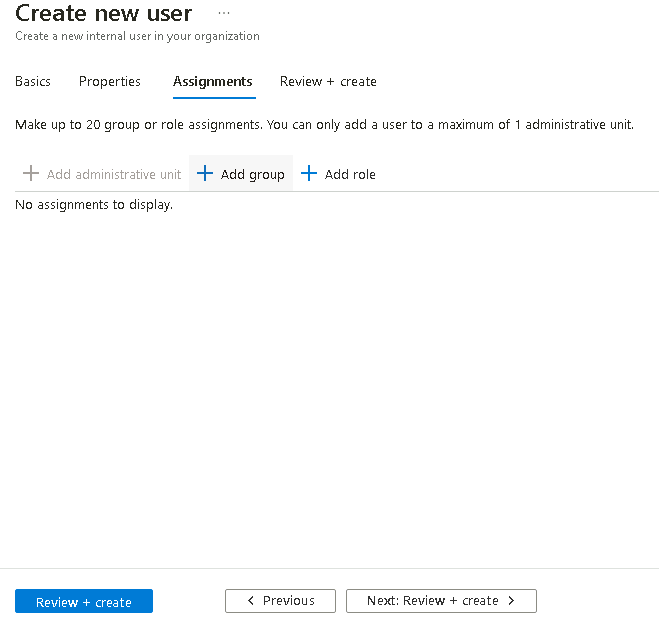 Create new user ...
Create a new internal user in your organization
Basics Properties Assignments Review + create
Make up to 20 group or role assignments. You can only add a user to a maximum of 1 administrative unit.
+ Add administrative unit + Add group + Add role
No assignments to display.
Review + create < Previous Next: Review + create >